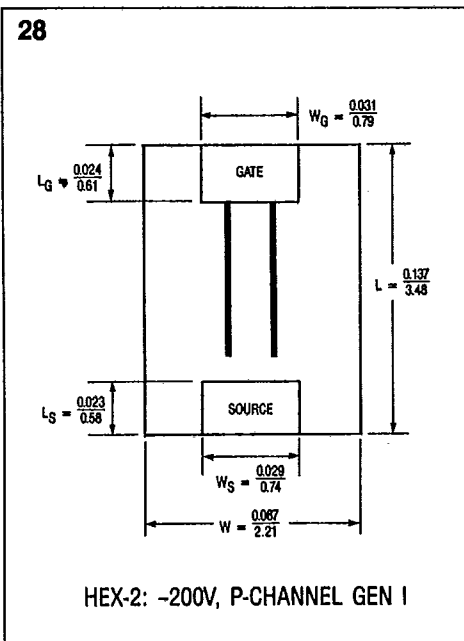 28
W_G = 0.031/0.79
L_G = 0.024/0.61
GATE
L = 0.137/3.48
L_S = 0.023/0.58
SOURCE
W_S = 0.029/0.74
W = 0.067/2.21
HEX-2: -200V, P-CHANNEL GEN I